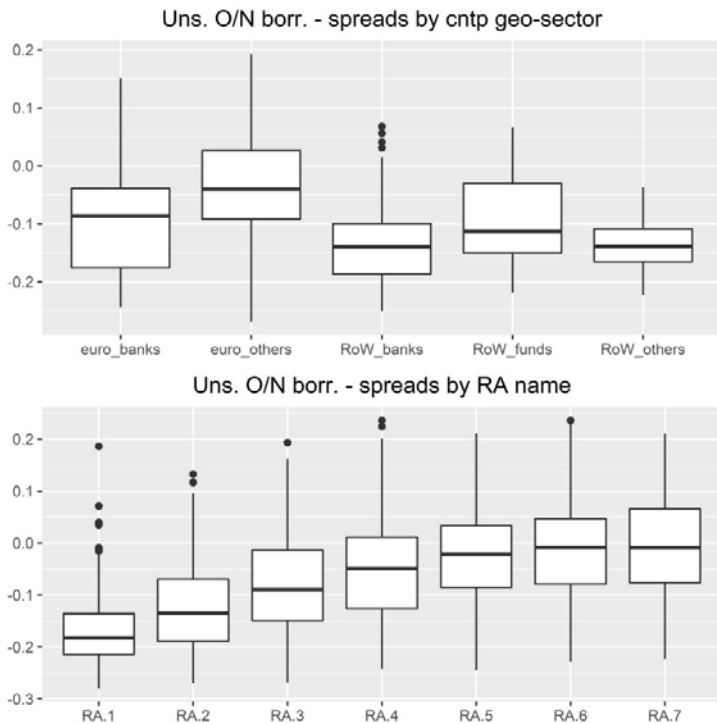 Uns. O/N borr. - spreads by cntp geo-sector
0.2
0.1
0.0
-0.1
-0.2
euro_banks euro_others RoW_banks RoW_funds RoW_others
Uns. O/N borr. - spreads by RA name
0.2
0.1
0.0
-0.1
-0.2
-0.3
RA.1 RA.2 RA.3 RA.4 RA.5 RA.6 RA.7